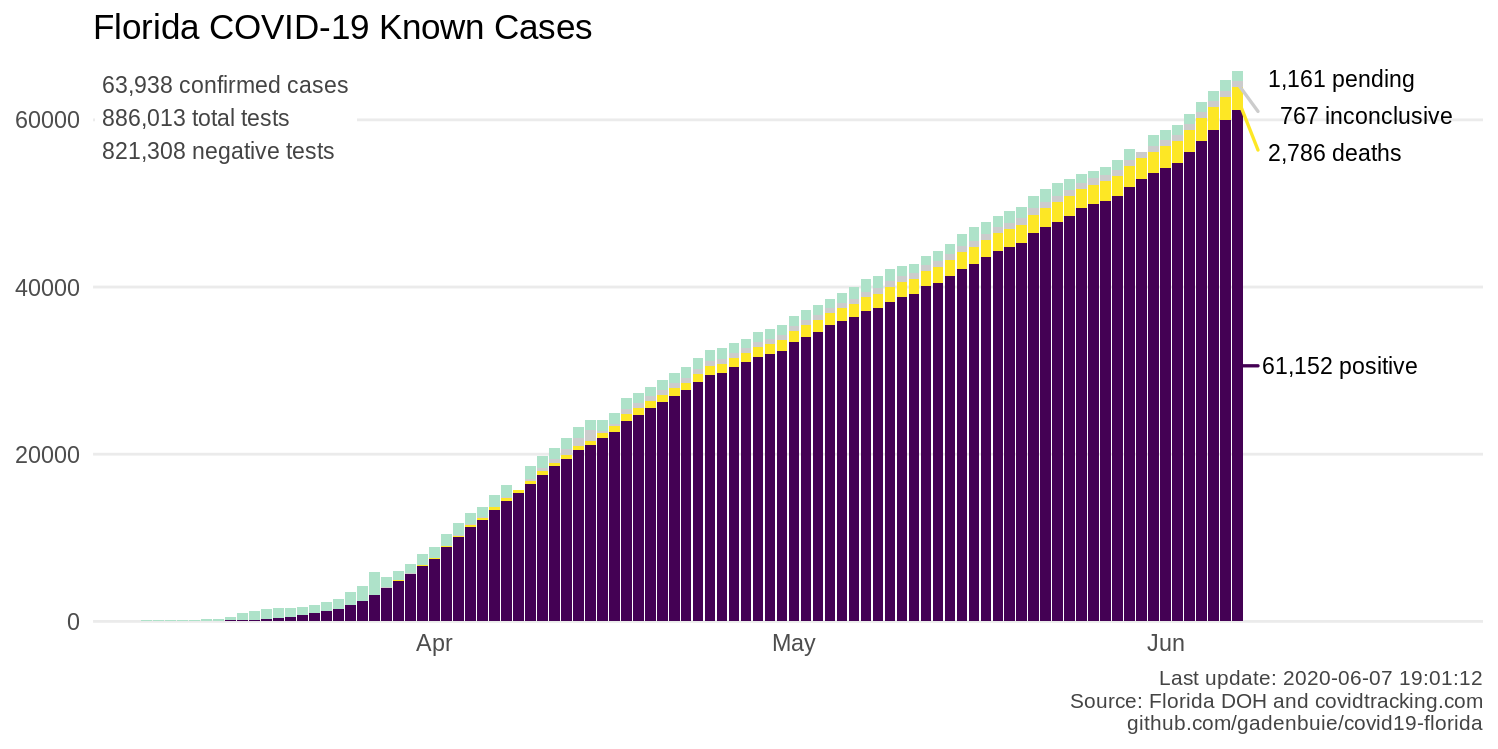 Florida COVID-19 Known Cases
63,938 confirmed cases
886,013 total tests
821,308 negative tests
1,161 pending
767 inconclusive
2,786 deaths
61,152 positive
60000
40000
20000
0
Apr
May
Jun
Last update: 2020-06-07 19:01:12
Source: Florida DOH and covidtracking.com
github.com/gadenbuie/covid19-florida